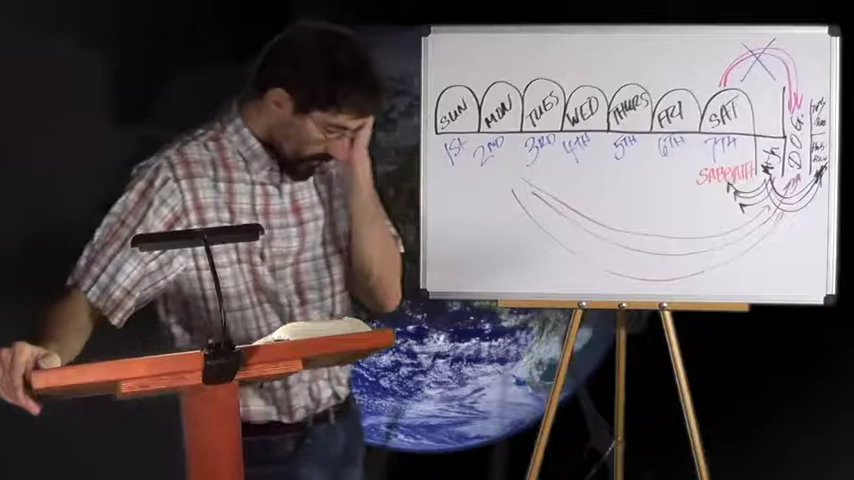 SUN MON TUES WED THURS FRI SAT
1ST 2ND 3RD 4TH 5TH 6TH 7TH
SABBATH